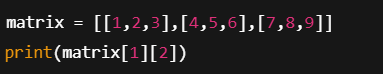 matrix = [[1,2,3],[4,5,6],[7,8,9]]
print(matrix[1][2])